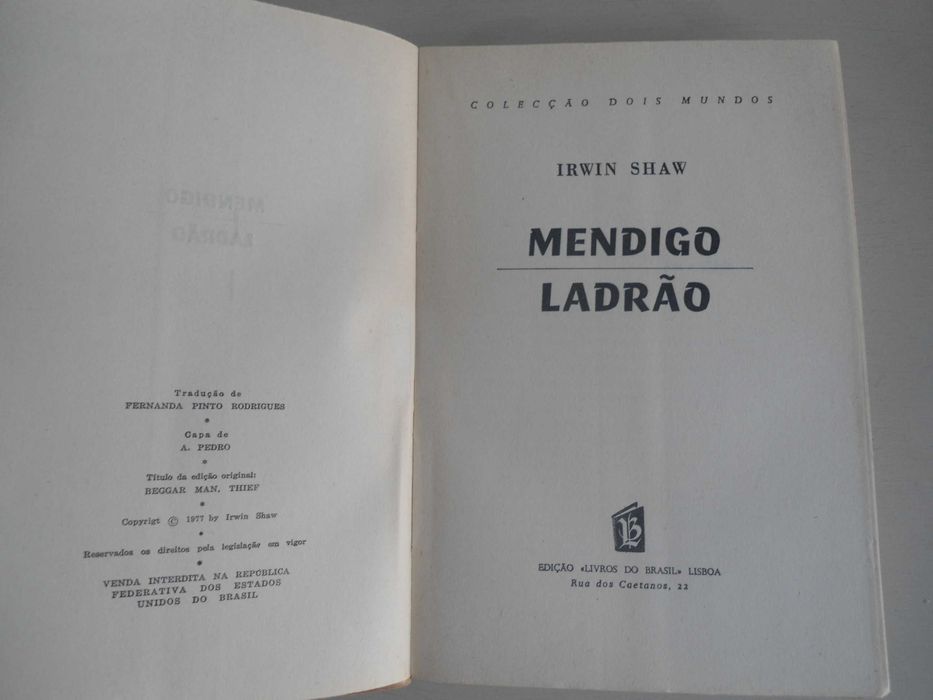 Tradução de
FERNANDA PINTO RODRIGUES
*
Capa de
A. PEDRO
*
Título da edição original:
BEGGAR MAN, THIEF
*
Copyrigt © 1977 by Irwin Shaw
*
Reservados os direitos pela legislação em vigor
*
VENDA INTERDITA NA REPÚBLICA
FEDERATIVA DOS ESTADOS
UNIDOS DO BRASIL
COLECÇÃO DOIS MUNDOS
IRWIN SHAW
MENDIGO
LADRÃO
LB
EDIÇÃO «LIVROS DO BRASIL» LISBOA
Rua dos Caetanos, 22